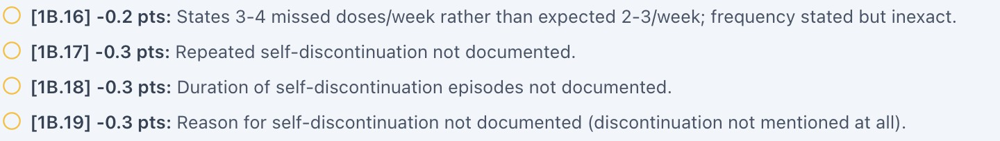 [1B.16] -0.2 pts: States 3-4 missed doses/week rather than expected 2-3/week; frequency stated but inexact.
[1B.17] -0.3 pts: Repeated self-discontinuation not documented.
[1B.18] -0.3 pts: Duration of self-discontinuation episodes not documented.
[1B.19] -0.3 pts: Reason for self-discontinuation not documented (discontinuation not mentioned at all).